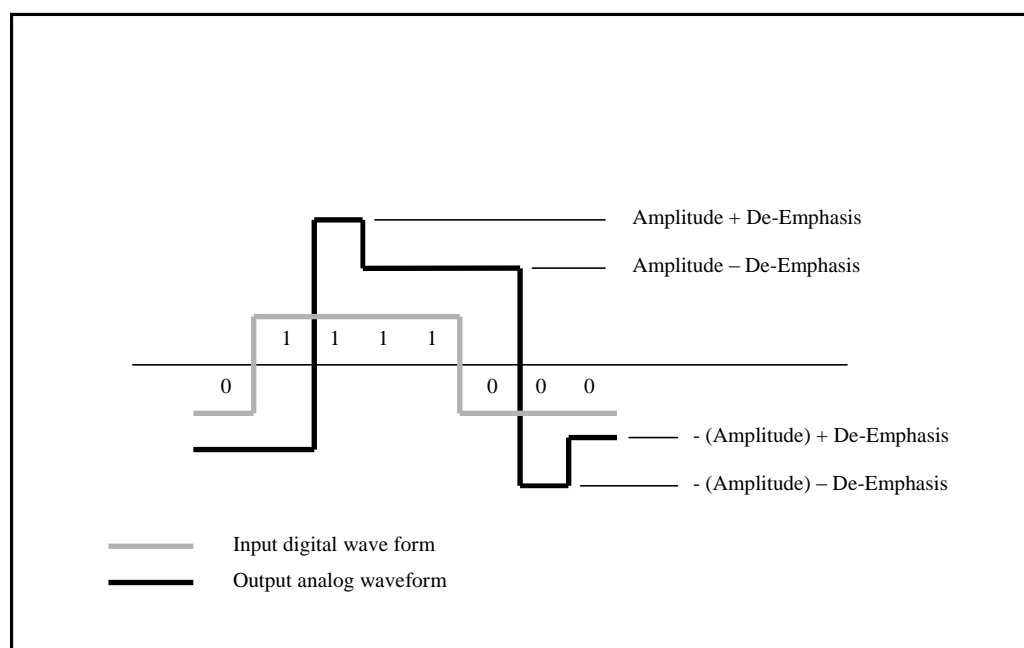 Amplitude + De-Emphasis
Amplitude – De-Emphasis
1 1 1 1
0 0 0 0
- (Amplitude) + De-Emphasis
- (Amplitude) – De-Emphasis
Input digital wave form
Output analog waveform